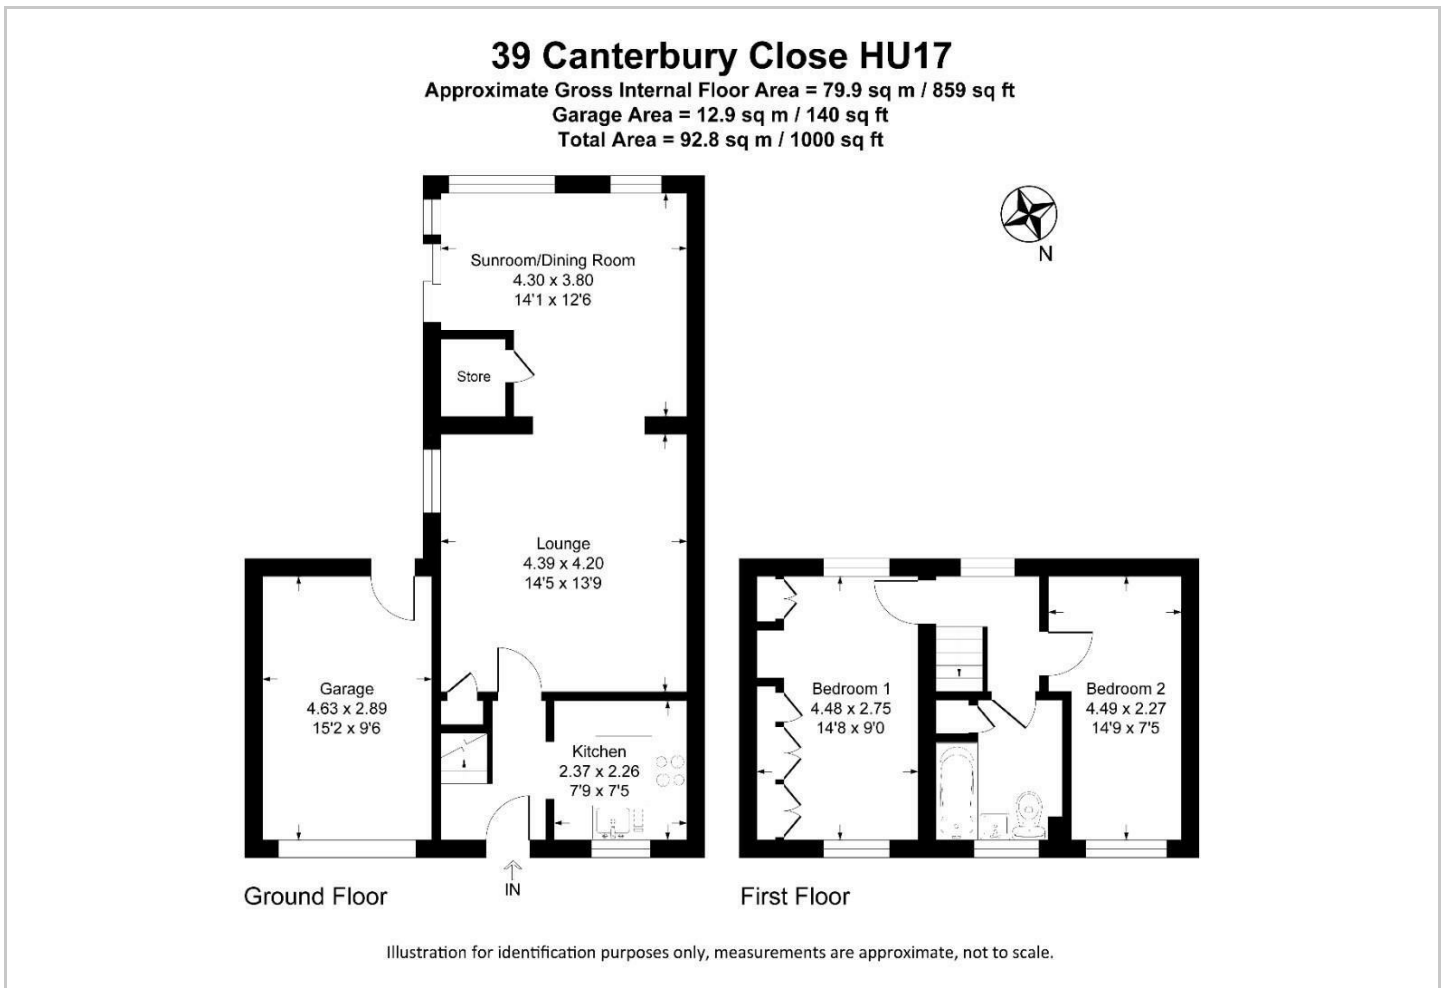 39 Canterbury Close HU17
Approximate Gross Internal Floor Area = 79.9 sq m / 859 sq ft
Garage Area = 12.9 sq m / 140 sq ft
Total Area = 92.8 sq m / 1000 sq ft
N
Sunroom/Dining Room
4.30 x 3.80
14'1 x 12'6
Store
Lounge
4.39 x 4.20
14'5 x 13'9
Garage
4.63 x 2.89
15'2 x 9'6
Kitchen
2.37 x 2.26
7'9 x 7'5
IN
Ground Floor
Bedroom 1
4.48 x 2.75
14'8 x 9'0
Bedroom 2
4.49 x 2.27
14'9 x 7'5
First Floor
Illustration for identification purposes only, measurements are approximate, not to scale.